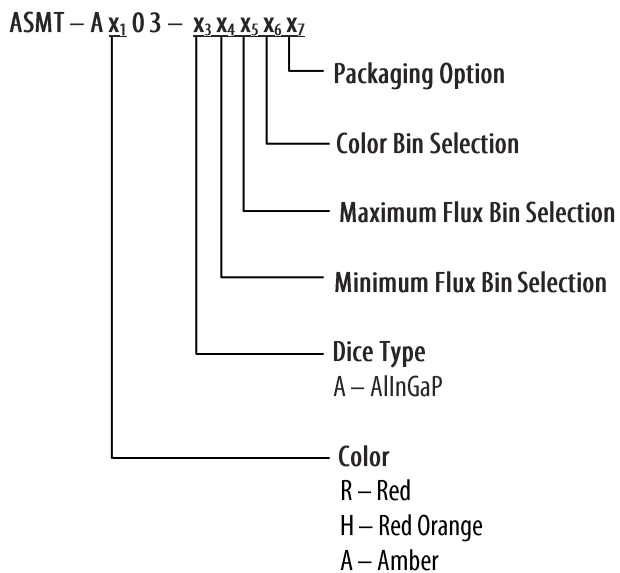 ASMT – A x₁ 0 3 – x₃ x₄ x₅ x₆ x₇
Packaging Option
Color Bin Selection
Maximum Flux Bin Selection
Minimum Flux Bin Selection
Dice Type
A – AlInGaP
Color
R – Red
H – Red Orange
A – Amber